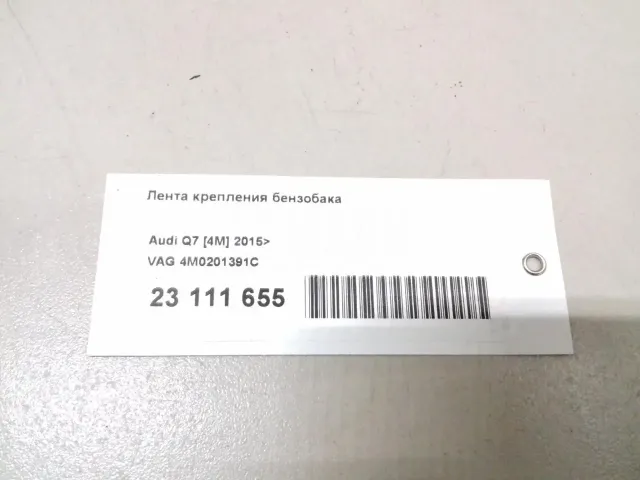 Лента крепления бензобака
Audi Q7 [4M] 2015>
VAG 4M0201391C
23 111 655